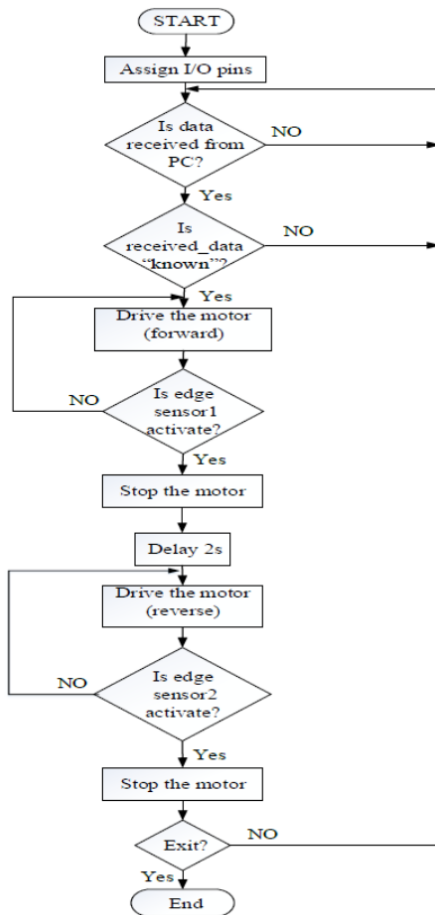 START
Assign I/O pins
Is data
received from
PC?
NO
Yes
Is
received_data
“known”?
NO
Yes
Drive the motor
(forward)
Is edge
sensor1
activate?
NO
Yes
Stop the motor
Delay 2s
Drive the motor
(reverse)
Is edge
sensor2
activate?
NO
Yes
Stop the motor
Exit?
NO
Yes
End